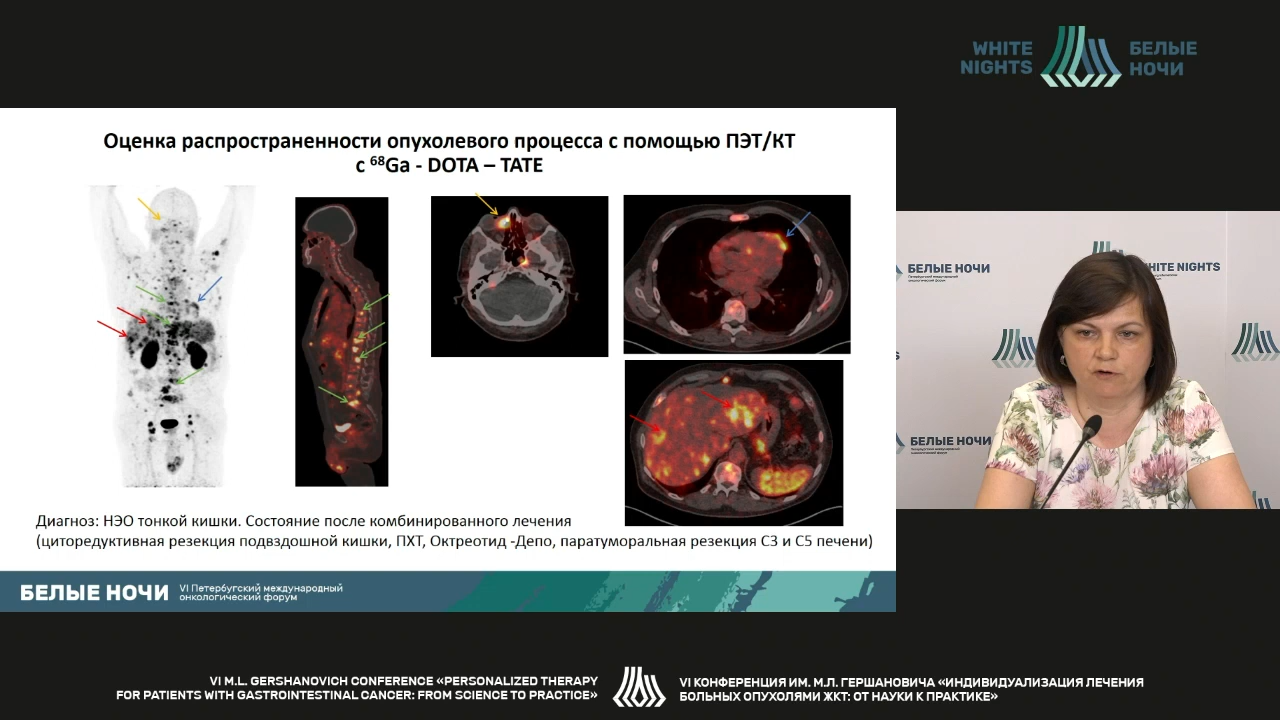 WHITE
NIGHTS
БЕЛЫЕ
НОЧИ
Оценка распространенности опухолевого процесса с помощью ПЭТ/КТ
с ⁶⁸Ga - DOTA – TATE
Диагноз: НЭО тонкой кишки. Состояние после комбинированного лечения
(циторедуктивная резекция подвздошной кишки, ПХТ, Октреотид -Депо, паратуморальная резекция С3 и С5 печени)
БЕЛЫЕ НОЧИ
VI Петербургский международный
онкологический форум
БЕЛЫЕ НОЧИ
WHITE NIGHTS
БЕЛЫЕ НОЧИ
VI M.L. GERSHANOVICH CONFERENCE «PERSONALIZED THERAPY
FOR PATIENTS WITH GASTROINTESTINAL CANCER: FROM SCIENCE TO PRACTICE»
VI КОНФЕРЕНЦИЯ ИМ. М.Л. ГЕРШАНОВИЧА «ИНДИВИДУАЛИЗАЦИЯ ЛЕЧЕНИЯ
БОЛЬНЫХ ОПУХОЛЯМИ ЖКТ: ОТ НАУКИ К ПРАКТИКЕ»